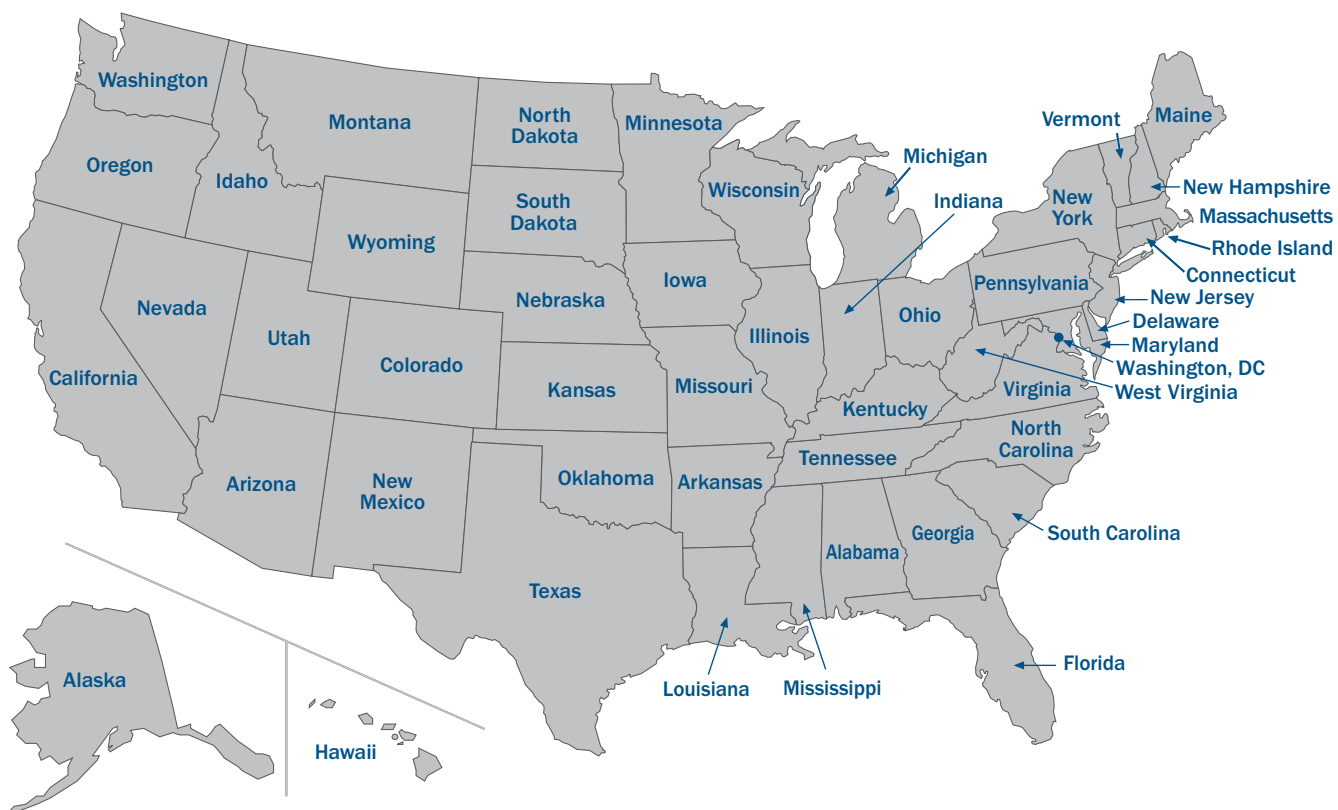 Washington
Montana
North
Dakota
Minnesota
Maine
Vermont
Oregon
Idaho
Michigan
Wisconsin
New Hampshire
South
Dakota
Indiana
New
York
Massachusetts
Wyoming
Rhode Island
Connecticut
Iowa
Pennsylvania
Nebraska
New Jersey
Nevada
Ohio
Delaware
Illinois
Utah
Maryland
Colorado
Washington, DC
California
Kansas
Missouri
Virginia
West Virginia
Kentucky
North
Carolina
Tennessee
Arizona
New
Mexico
Oklahoma
Arkansas
Georgia
South Carolina
Alabama
Texas
Florida
Alaska
Louisiana
Mississippi
Hawaii